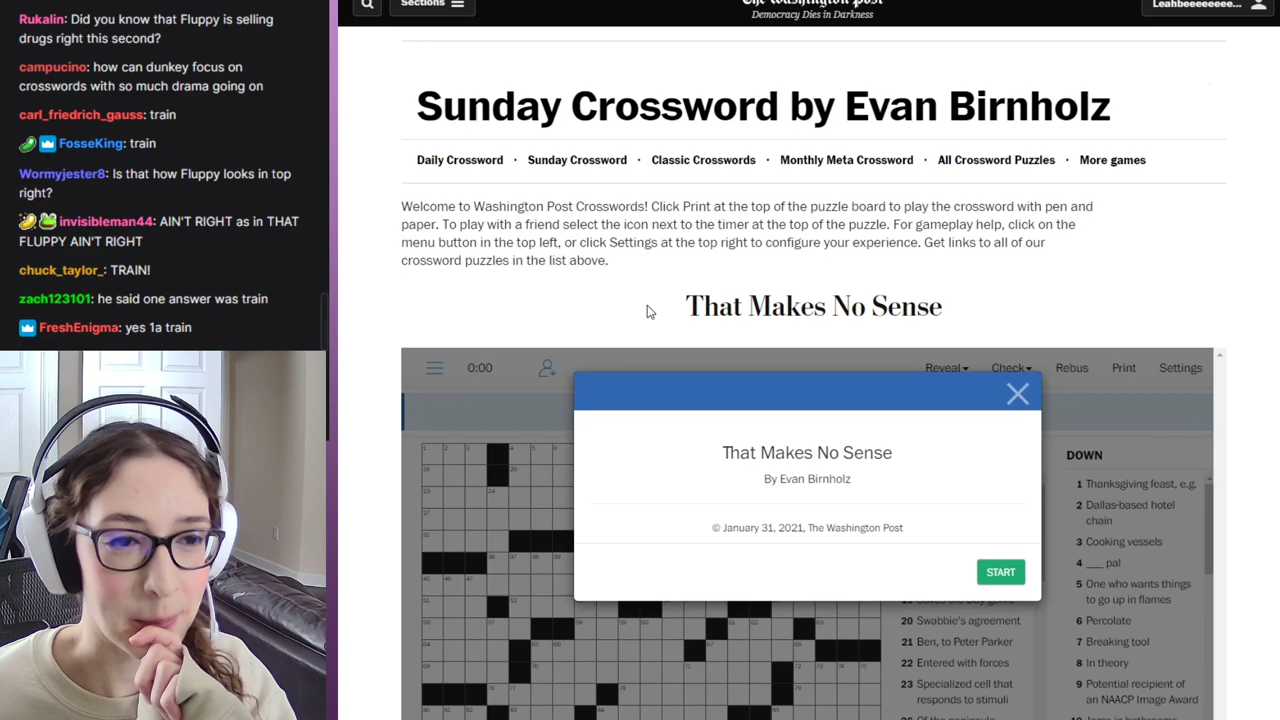 Rukalin: Did you know that Fluppy is selling
drugs right this second?
campucino: how can dunkey focus on
crosswords with so much drama going on
carl_friedrich_gauss: train
FosseKing: train
Wormyjester8: Is that how Fluppy looks in top
right?
invisibleman44: AIN'T RIGHT as in THAT
FLUPPY AIN'T RIGHT
chuck_taylor_: TRAIN!
zach123101: he said one answer was train
FreshEnigma: yes 1a train
Sections
The Washington Post
Democracy Dies in Darkness
Leahbeeeeeeee...
Sunday Crossword by Evan Birnholz
Daily Crossword · Sunday Crossword · Classic Crosswords · Monthly Meta Crossword · All Crossword Puzzles · More games
Welcome to Washington Post Crosswords! Click Print at the top of the puzzle board to play the crossword with pen and
paper. To play with a friend select the icon next to the timer at the top of the puzzle. For gameplay help, click on the
menu button in the top left, or click Settings at the top right to configure your experience. Get links to all of our
crossword puzzles in the list above.
That Makes No Sense
0:00
Reveal Check Rebus Print Settings
That Makes No Sense
By Evan Birnholz
© January 31, 2021, The Washington Post
START
20 Swabbie's agreement
21 Ben, to Peter Parker
22 Entered with forces
23 Specialized cell that
responds to stimuli
DOWN
1 Thanksgiving feast, e.g.
2 Dallas-based hotel
chain
3 Cooking vessels
4 ___ pal
5 One who wants things
to go up in flames
6 Percolate
7 Breaking tool
8 In theory
9 Potential recipient of
an NAACP Image Award